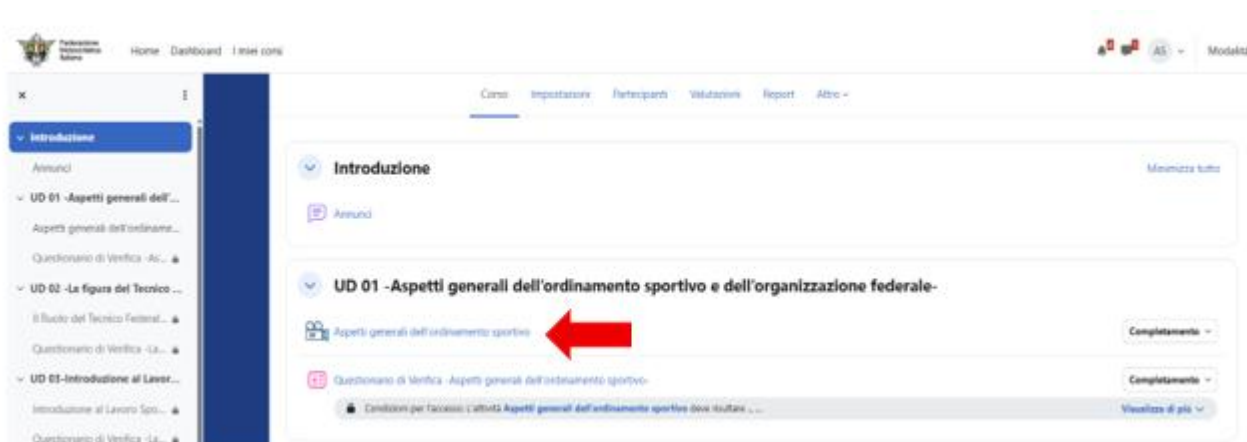 Federazione
Motociclistica
Italiana
Home Dashboard I miei corsi
AS
Modalità
Corso Impostazioni Partecipanti Valutazioni Report Altro
Introduzione
Annunci
UD 01 -Aspetti generali dell'...
Aspetti generali dell'ordiname...
Questionario di Verifica -As...
UD 02 -La figura del Tecnico ...
Il Ruolo del Tecnico Federal...
Questionario di Verifica -La...
UD 03-Introduzione al Lavor...
Introduzione al Lavoro Spo...
Questionario di Verifica -La...
Introduzione
Minimizza tutto
Annunci
UD 01 -Aspetti generali dell'ordinamento sportivo e dell'organizzazione federale-
Aspetti generali dell'ordinamento sportivo
Completamento
Questionario di Verifica -Aspetti generali dell'ordinamento sportivo-
Completamento
Condizioni per l'accesso: L'attività Aspetti generali dell'ordinamento sportivo deve risultare , ...
Visualizza di più